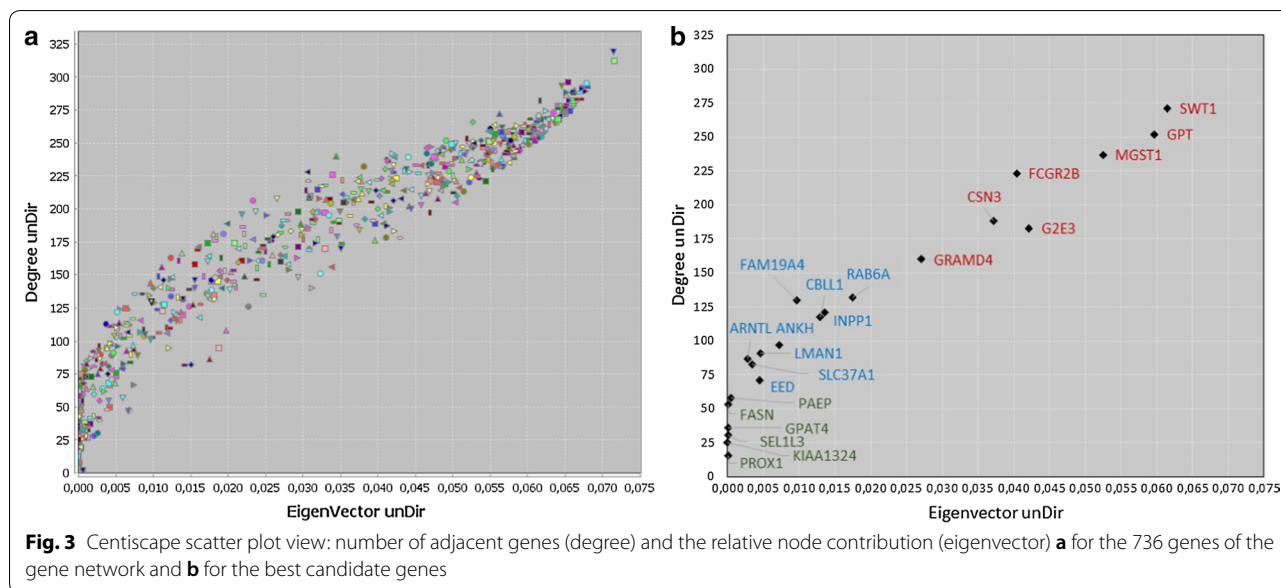 a
325
300
275
250
225
200
175
150
125
100
75
50
25
0
Degree unDir
0,000 0,005 0,010 0,015 0,020 0,025 0,030 0,035 0,040 0,045 0,050 0,055 0,060 0,065 0,070 0,075
EigenVector unDir
b
325
300
275
250
225
200
175
150
125
100
75
50
25
0
Degree unDir
SWT1
GPT
MGST1
FCGR2B
CSN3
G2E3
GRAMD4
FAM19A4
RAB6A
CBLL1
INPP1
ARNTL ANKH
LMAN1
SLC37A1
EED
PAEP
FASN
GPAT4
SEL1L3
KIAA1324
PROX1
0,000 0,005 0,010 0,015 0,020 0,025 0,030 0,035 0,040 0,045 0,050 0,055 0,060 0,065 0,070 0,075
Eigenvector unDir
Fig. 3 Centiscape scatter plot view: number of adjacent genes (degree) and the relative node contribution (eigenvector) a for the 736 genes of the
gene network and b for the best candidate genes